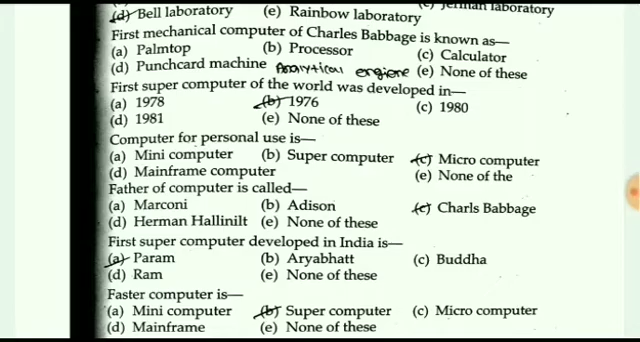 (d) Bell laboratory (e) Rainbow laboratory (c) Jerman laboratory
First mechanical computer of Charles Babbage is known as—
(a) Palmtop (b) Processor (c) Calculator
(d) Punchcard machine Analytical engiene (e) None of these
First super computer of the world was developed in—
(a) 1978 (b) 1976 (c) 1980
(d) 1981 (e) None of these
Computer for personal use is—
(a) Mini computer (b) Super computer (c) Micro computer
(d) Mainframe computer (e) None of the
Father of computer is called—
(a) Marconi (b) Adison (c) Charls Babbage
(d) Herman Hallinilt (e) None of these
First super computer developed in India is—
(a) Param (b) Aryabhatt (c) Buddha
(d) Ram (e) None of these
Faster computer is—
(a) Mini computer (b) Super computer (c) Micro computer
(d) Mainframe (e) None of these